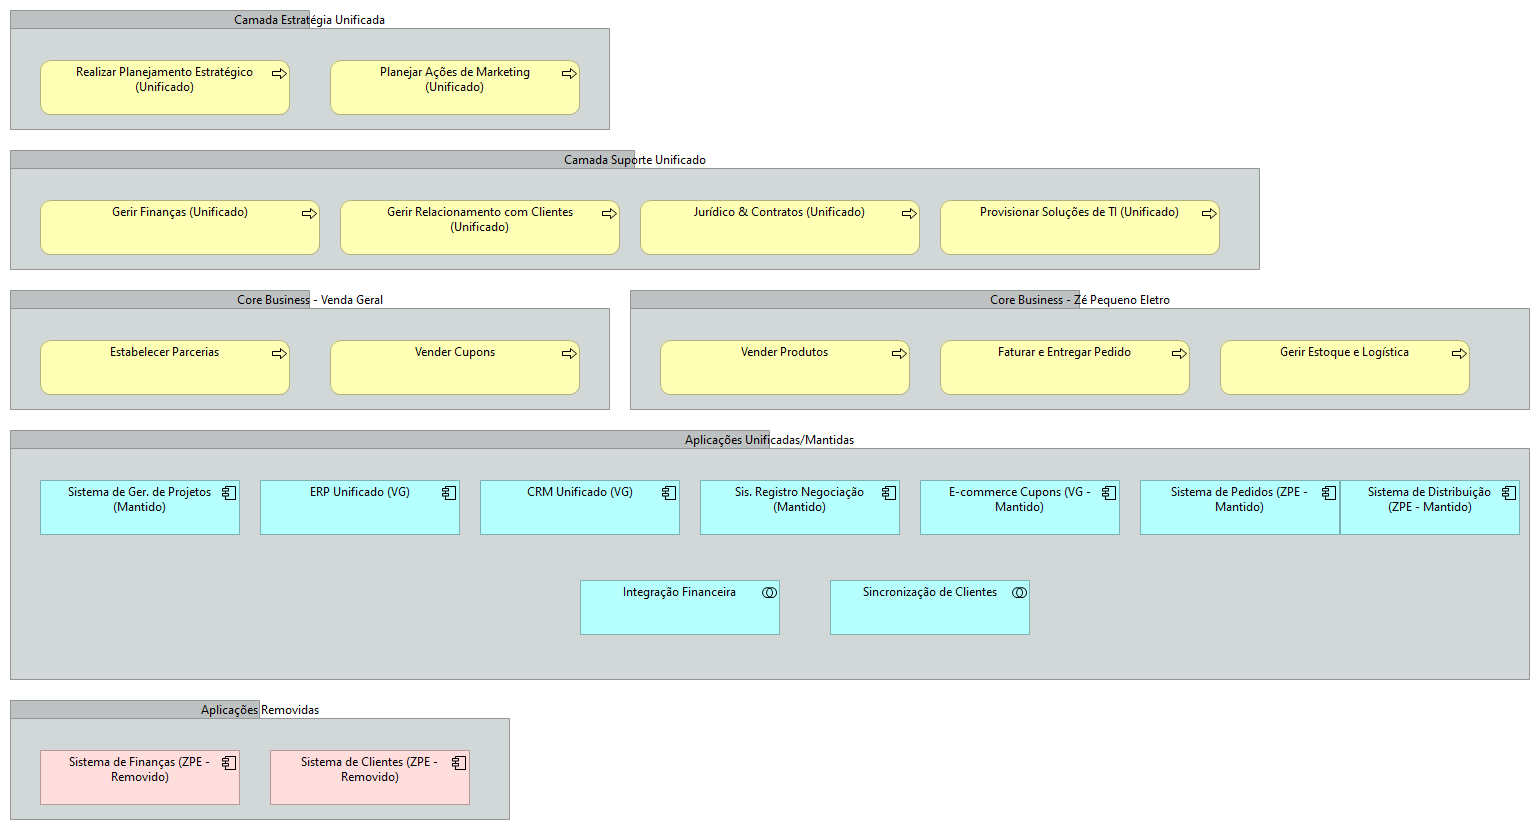 Camada Estratégia Unificada
Realizar Planejamento Estratégico
(Unificado)
Planejar Ações de Marketing
(Unificado)
Camada Suporte Unificado
Gerir Finanças (Unificado)
Gerir Relacionamento com Clientes
(Unificado)
Jurídico & Contratos (Unificado)
Provisionar Soluções de TI (Unificado)
Core Business - Venda Geral
Estabelecer Parcerias
Vender Cupons
Core Business - Zé Pequeno Eletro
Vender Produtos
Faturar e Entregar Pedido
Gerir Estoque e Logística
Aplicações Unificadas/Mantidas
Sistema de Ger. de Projetos
(Mantido)
ERP Unificado (VG)
CRM Unificado (VG)
Sis. Registro Negociação
(Mantido)
E-commerce Cupons (VG -
Mantido)
Sistema de Pedidos (ZPE -
Mantido)
Sistema de Distribuição
(ZPE - Mantido)
Integração Financeira
Sincronização de Clientes
Aplicações Removidas
Sistema de Finanças (ZPE -
Removido)
Sistema de Clientes (ZPE -
Removido)